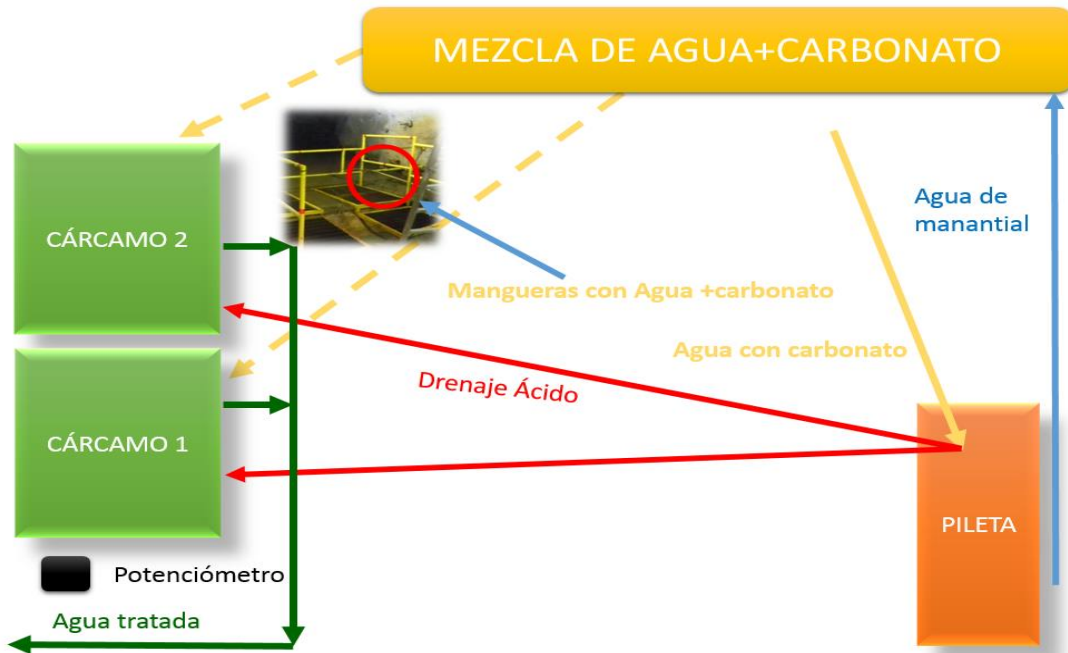 MEZCLA DE AGUA+CARBONATO
Agua de
manantial
CÁRCAMO 2
Mangueras con Agua +carbonato
Agua con carbonato
Drenaje Ácido
CÁRCAMO 1
PILETA
Potenciómetro
Agua tratada